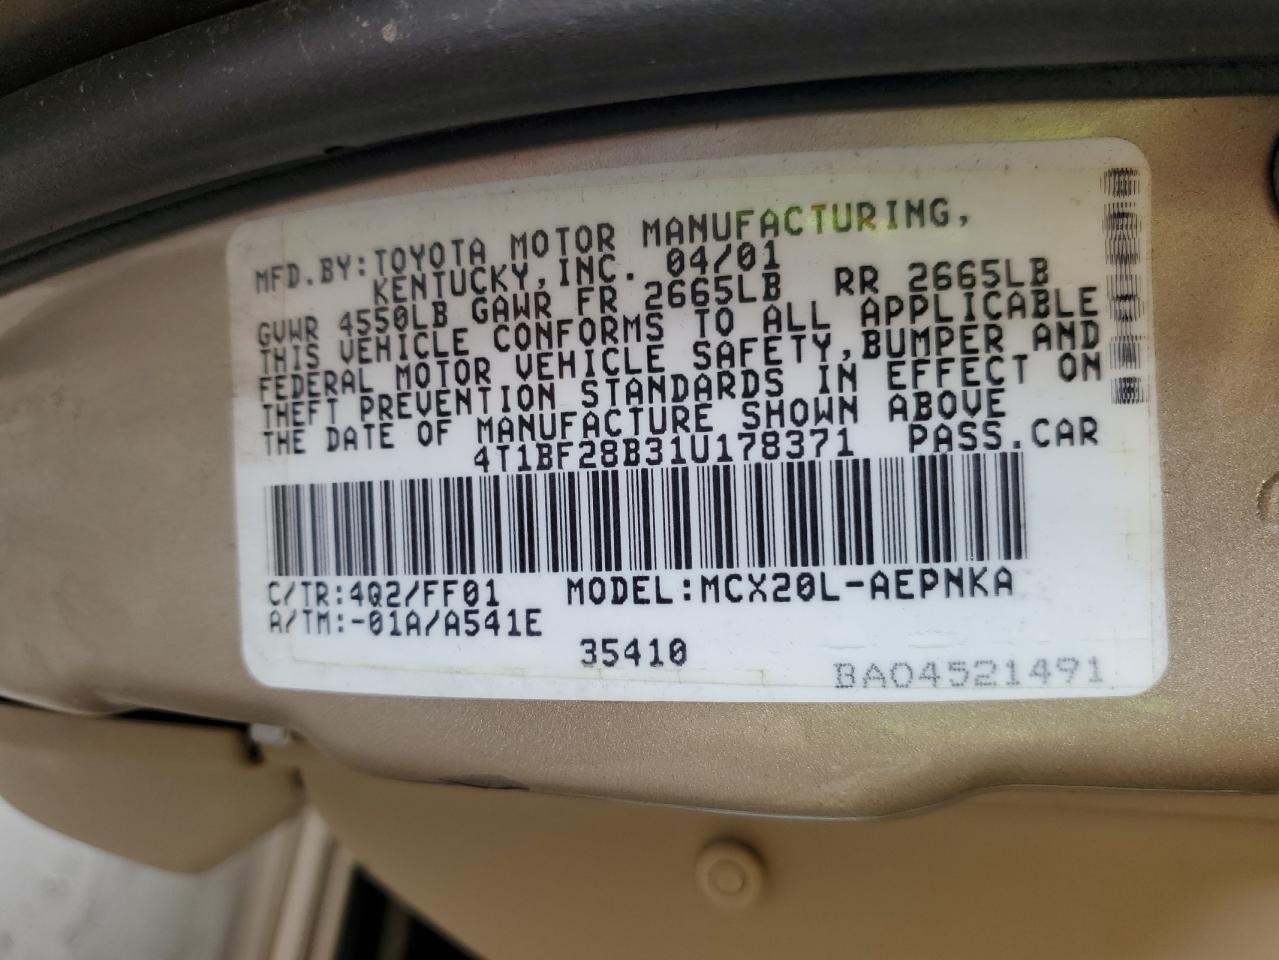 MFD.BY:TOYOTA MOTOR MANUFACTURING,
KENTUCKY,INC. 04/01
GVWR 4550LB GAWR FR 2665LB RR 2665LB
THIS VEHICLE CONFORMS TO ALL APPLICABLE
FEDERAL MOTOR VEHICLE SAFETY,BUMPER AND
THEFT PREVENTION STANDARDS IN EFFECT ON
THE DATE OF MANUFACTURE SHOWN ABOVE
4T1BF28B31U178371 PASS.CAR
C/TR:4Q2/FF01 MODEL:MCX20L-AEPNKA
A/TM:-01A/A541E
35410
BA04521491